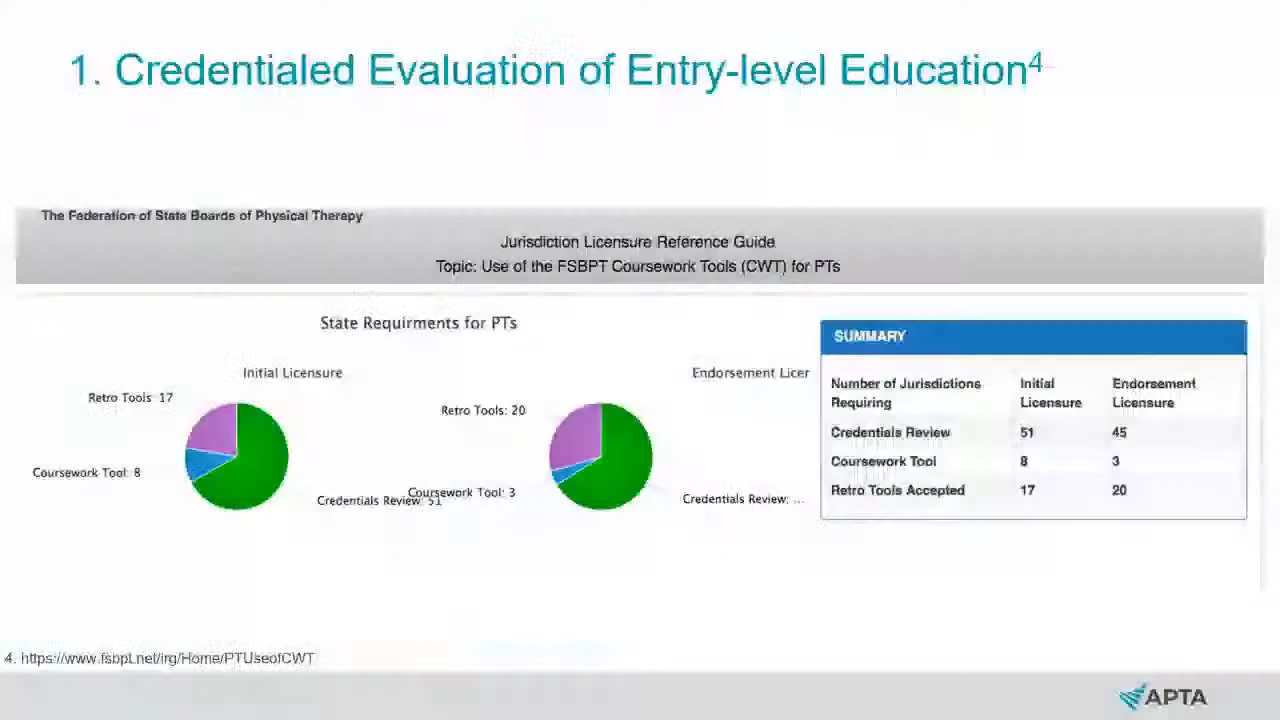 1. Credentialed Evaluation of Entry-level Education4
The Federation of State Boards of Physical Therapy
Jurisdiction Licensure Reference Guide
Topic: Use of the FSBPT Coursework Tools (CWT) for PTs
State Requirments for PTs
Initial Licensure
Retro Tools: 17
Coursework Tool: 8
Credentials Review: 51
Endorsement Licer
Retro Tools: 20
Coursework Tool: 3
Credentials Review: ...
SUMMARY
Number of Jurisdictions Initial Endorsement
Requiring Licensure Licensure
Credentials Review 51 45
Coursework Tool 8 3
Retro Tools Accepted 17 20
4. https://www.fsbpt.net/lrg/Home/PTUseofCWT
APTA